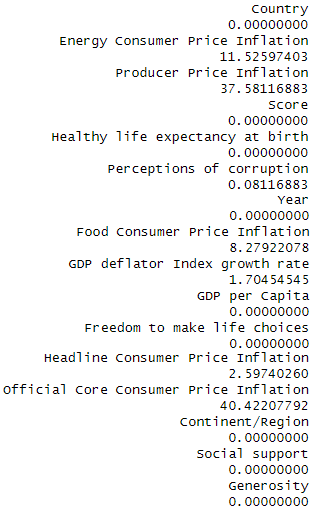 Country
0.00000000
Energy Consumer Price Inflation
11.52597403
Producer Price Inflation
37.58116883
Score
0.00000000
Healthy life expectancy at birth
0.00000000
Perceptions of corruption
0.08116883
Year
0.00000000
Food Consumer Price Inflation
8.27922078
GDP deflator Index growth rate
1.70454545
GDP per Capita
0.00000000
Freedom to make life choices
0.00000000
Headline Consumer Price Inflation
2.59740260
Official Core Consumer Price Inflation
40.42207792
Continent/Region
0.00000000
Social support
0.00000000
Generosity
0.00000000